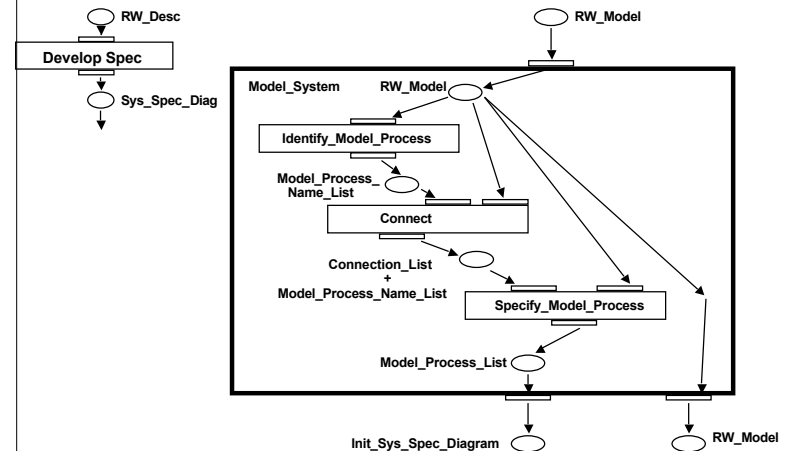 RW_Desc
Develop Spec
Sys_Spec_Diag
RW_Model
Model_System
RW_Model
Identify_Model_Process
Model_Process_
Name_List
Connect
Connection_List
+
Model_Process_Name_List
Specify_Model_Process
Model_Process_List
Init_Sys_Spec_Diagram
RW_Model